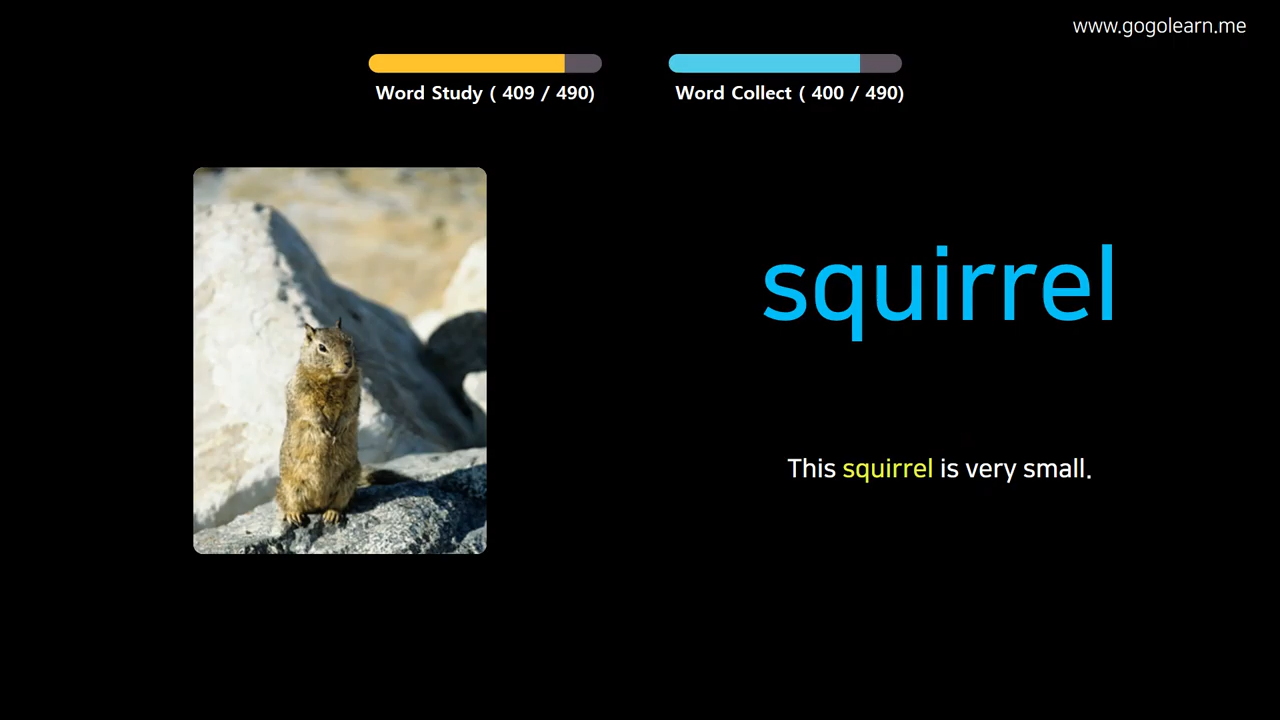 www.gogolearn.me
Word Study ( 409 / 490)
Word Collect ( 400 / 490)
squirrel
This squirrel is very small.